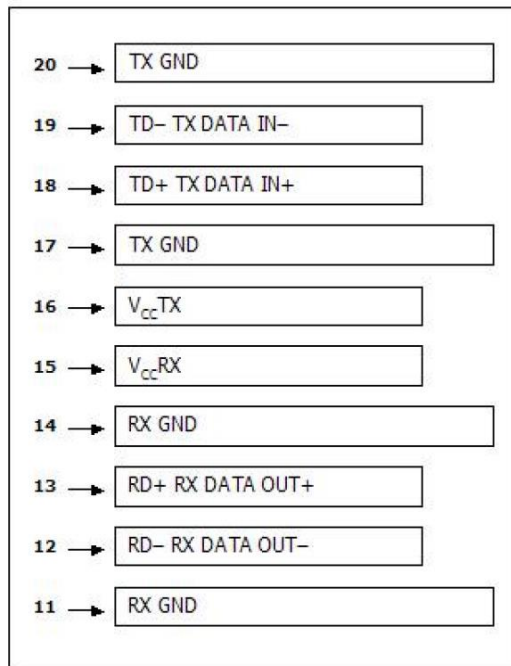 20 TX GND
19 TD– TX DATA IN–
18 TD+ TX DATA IN+
17 TX GND
16 VCCTX
15 VCCRX
14 RX GND
13 RD+ RX DATA OUT+
12 RD– RX DATA OUT–
11 RX GND